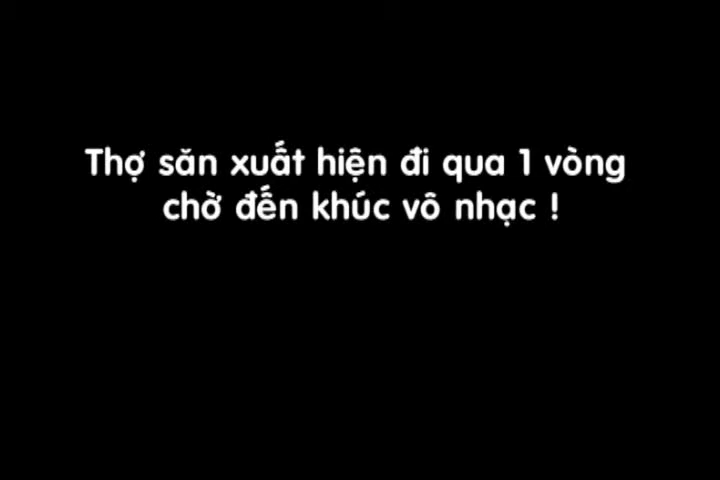 Thợ săn xuất hiện đi qua 1 vòng
chờ đến khúc vô nhạc !